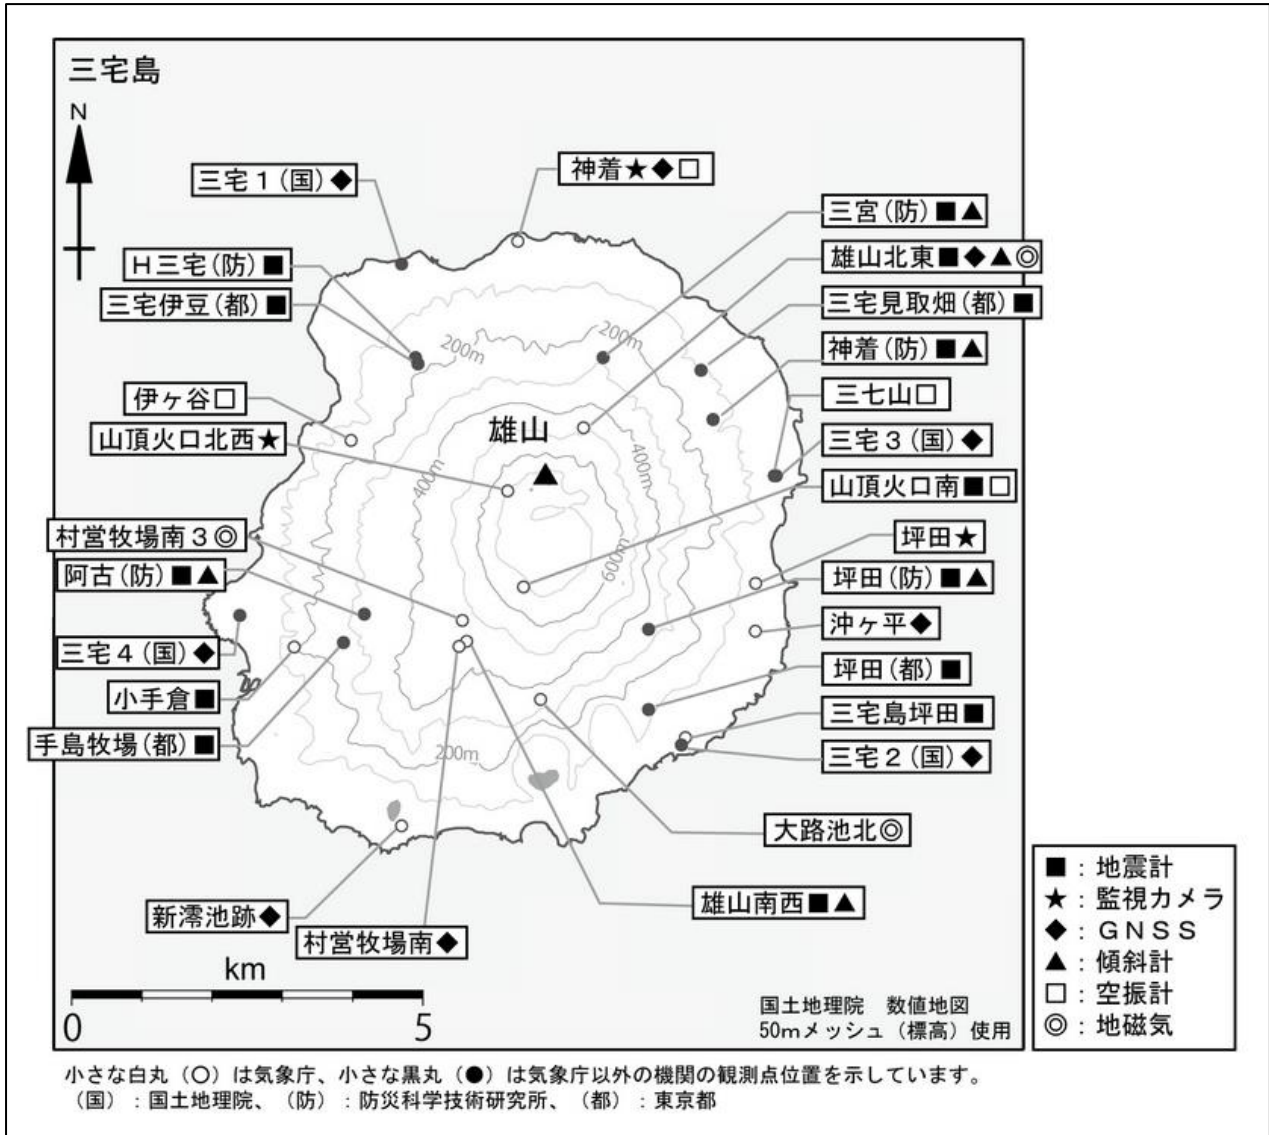 三宅島
N
神着★◆□
三宅１(国)◆
三宮(防)■▲
雄山北東■◆▲◎
H三宅(防)■
三宅伊豆(都)■
三宅見取畑(都)■
200m
200m
神着(防)■▲
伊ヶ谷□
三七山□
山頂火口北西★
雄山
三宅３(国)◆
400m
400m
山頂火口南■□
村営牧場南３◎
坪田★
600m
阿古(防)■▲
坪田(防)■▲
沖ヶ平◆
三宅４(国)◆
坪田(都)■
小手倉■
三宅島坪田■
手島牧場(都)■
200m
三宅２(国)◆
大路池北◎
新澪池跡◆
雄山南西■▲
村営牧場南◆
km
0 5
国土地理院　数値地図
50mメッシュ（標高）使用
■：地震計
★：監視カメラ
◆：ＧＮＳＳ
▲：傾斜計
□：空振計
◎：地磁気
小さな白丸（○）は気象庁、小さな黒丸（●）は気象庁以外の機関の観測点位置を示しています。
（国）：国土地理院、（防）：防災科学技術研究所、（都）：東京都